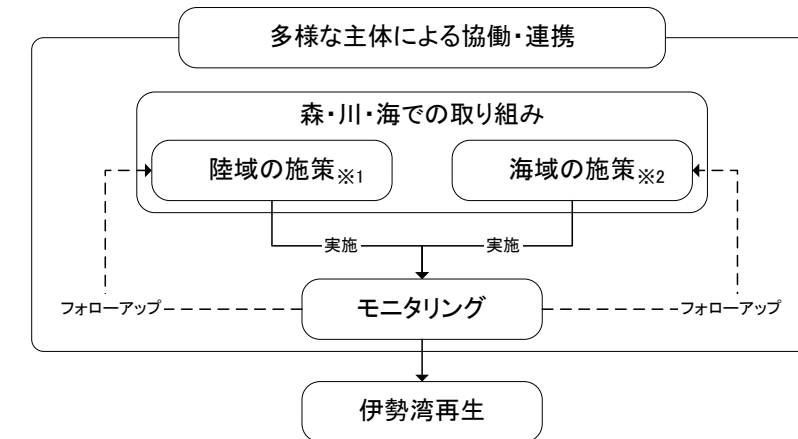 多様な主体による協働・連携
森・川・海での取り組み
陸域の施策※1
海域の施策※2
実施
実施
フォローアップ
モニタリング
フォローアップ
伊勢湾再生